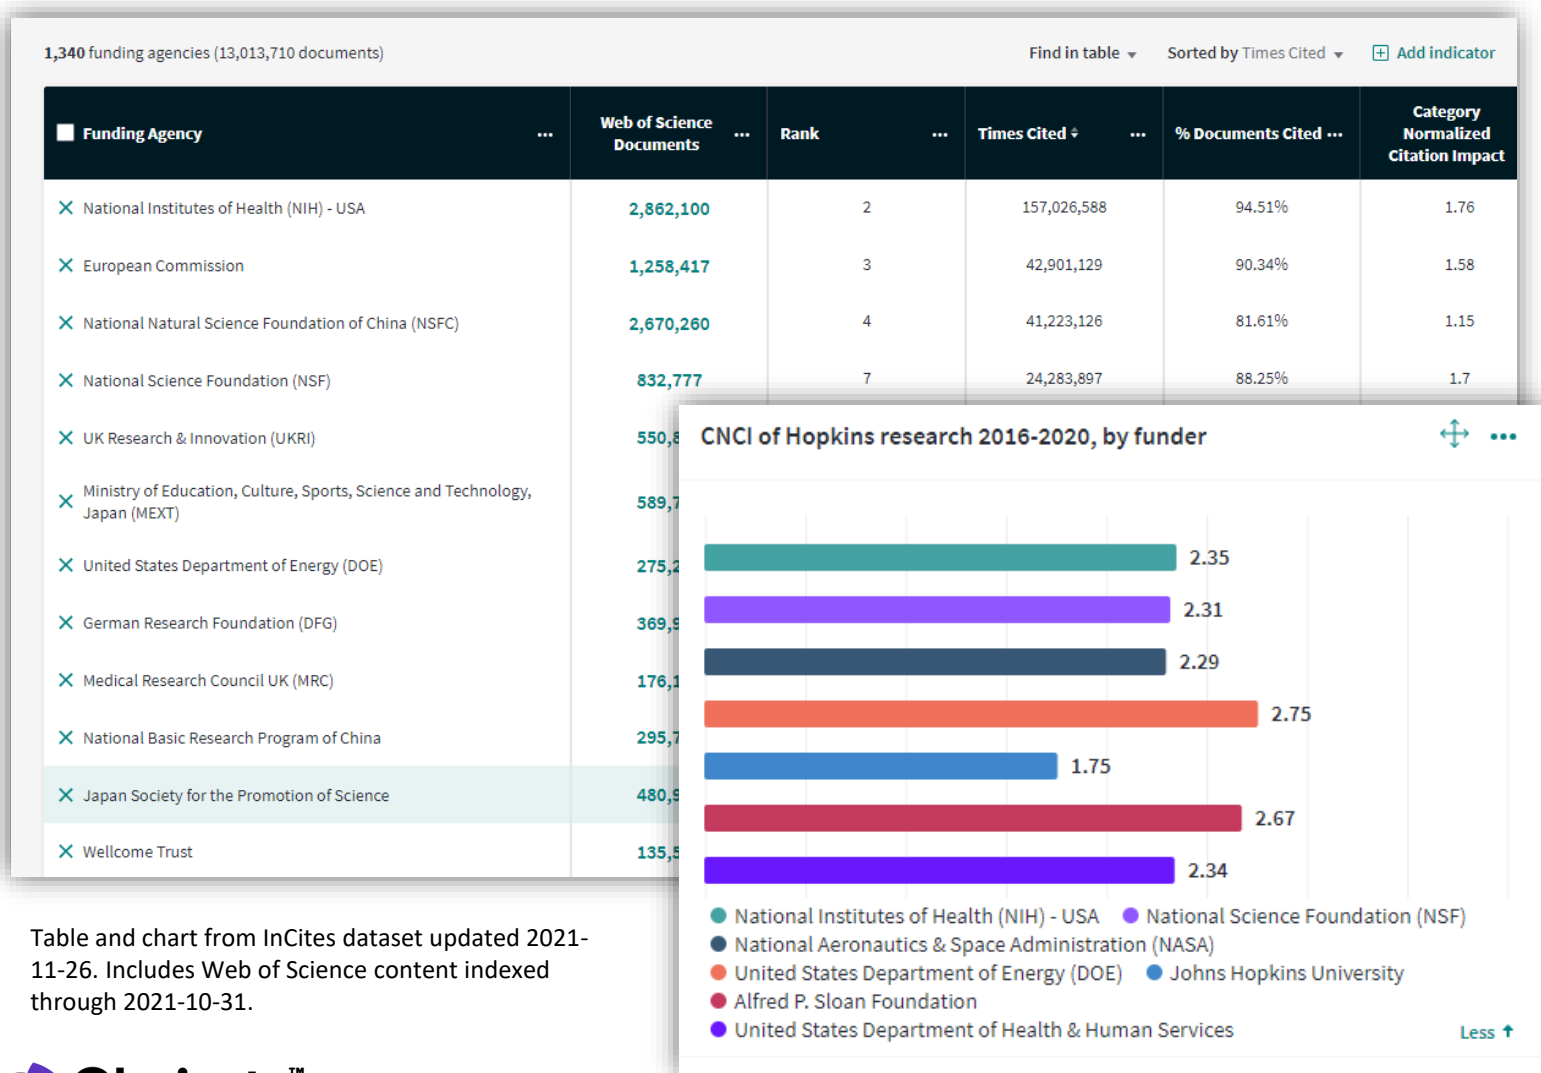 1,340 funding agencies (13,013,710 documents)
Find in table Sorted by Times Cited Add indicator
Funding Agency ... Web of Science Documents ... Rank ... Times Cited ... % Documents Cited ... Category Normalized Citation Impact
National Institutes of Health (NIH) - USA 2,862,100 2 157,026,588 94.51% 1.76
European Commission 1,258,417 3 42,901,129 90.34% 1.58
National Natural Science Foundation of China (NSFC) 2,670,260 4 41,223,126 81.61% 1.15
National Science Foundation (NSF) 832,777 7 24,283,897 88.25% 1.7
UK Research & Innovation (UKRI)
Ministry of Education, Culture, Sports, Science and Technology,
Japan (MEXT)
United States Department of Energy (DOE)
German Research Foundation (DFG)
Medical Research Council UK (MRC)
National Basic Research Program of China
Japan Society for the Promotion of Science
Wellcome Trust
CNCI of Hopkins research 2016-2020, by funder
2.35
2.31
2.29
2.75
1.75
2.67
2.34
National Institutes of Health (NIH) - USA National Science Foundation (NSF)
National Aeronautics & Space Administration (NASA)
United States Department of Energy (DOE) Johns Hopkins University
Alfred P. Sloan Foundation
United States Department of Health & Human Services
Less
Table and chart from InCites dataset updated 2021-
11-26. Includes Web of Science content indexed
through 2021-10-31.